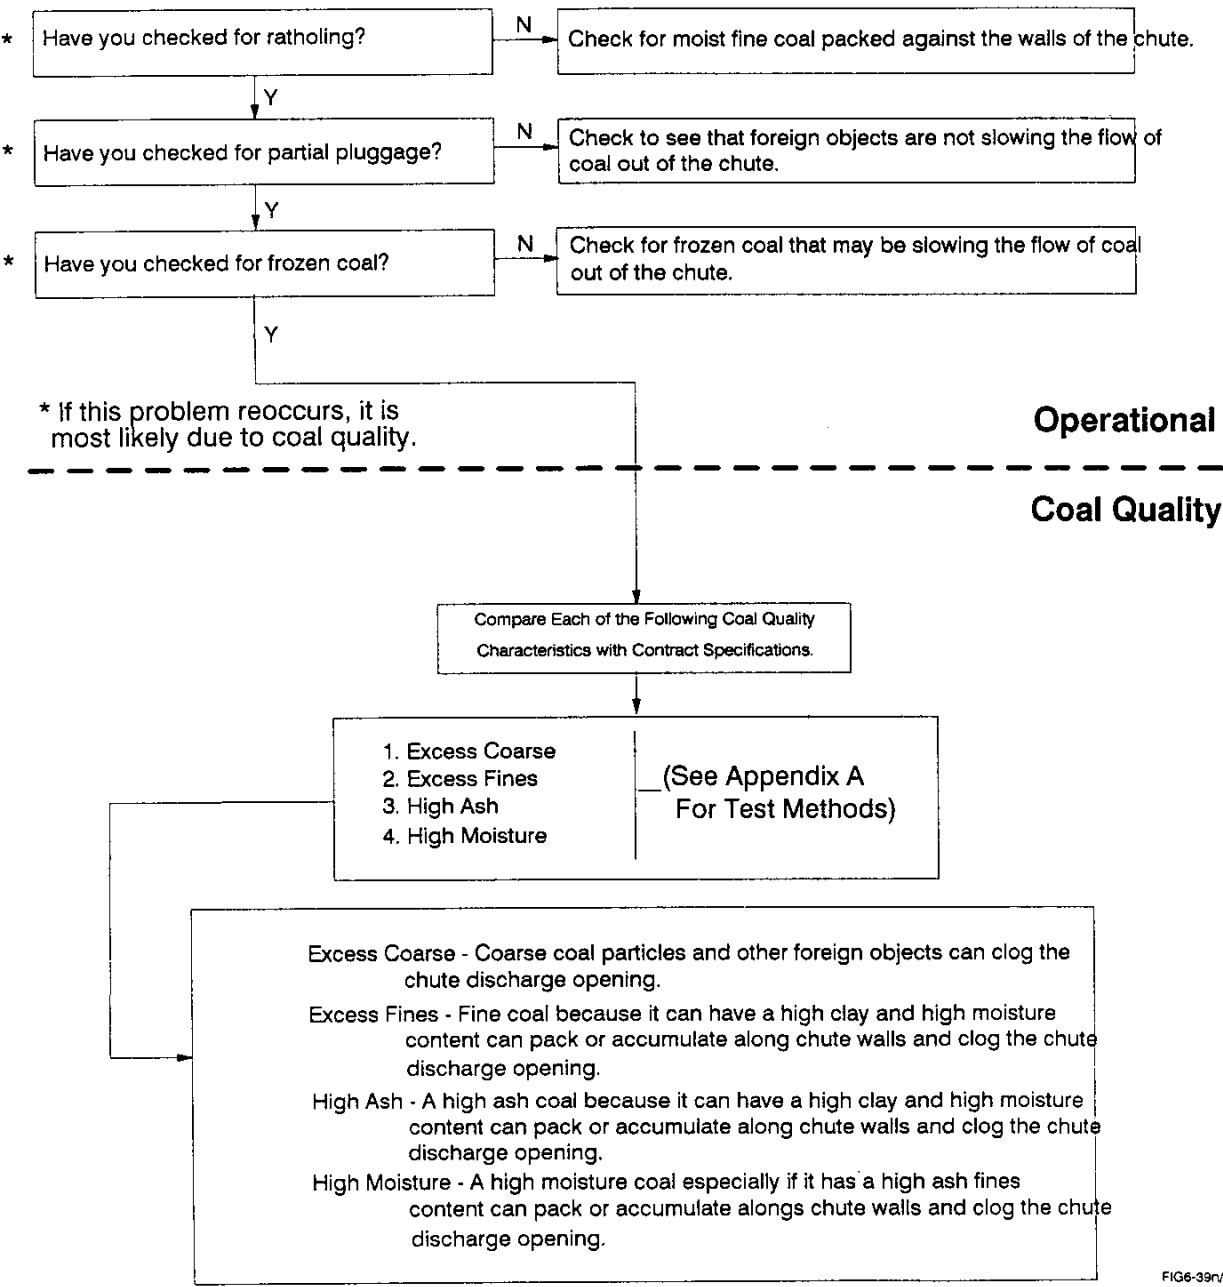 * Have you checked for ratholing?
N
Check for moist fine coal packed against the walls of the chute.
Y
* Have you checked for partial pluggage?
N
Check to see that foreign objects are not slowing the flow of
coal out of the chute.
Y
* Have you checked for frozen coal?
N
Check for frozen coal that may be slowing the flow of coal
out of the chute.
Y
* If this problem reoccurs, it is
most likely due to coal quality.
Operational
Coal Quality
Compare Each of the Following Coal Quality
Characteristics with Contract Specifications.
1. Excess Coarse
2. Excess Fines
3. High Ash
4. High Moisture
(See Appendix A
For Test Methods)
Excess Coarse - Coarse coal particles and other foreign objects can clog the
chute discharge opening.
Excess Fines - Fine coal because it can have a high clay and high moisture
content can pack or accumulate along chute walls and clog the chute
discharge opening.
High Ash - A high ash coal because it can have a high clay and high moisture
content can pack or accumulate along chute walls and clog the chute
discharge opening.
High Moisture - A high moisture coal especially if it has a high ash fines
content can pack or accumulate alongs chute walls and clog the chute
discharge opening.